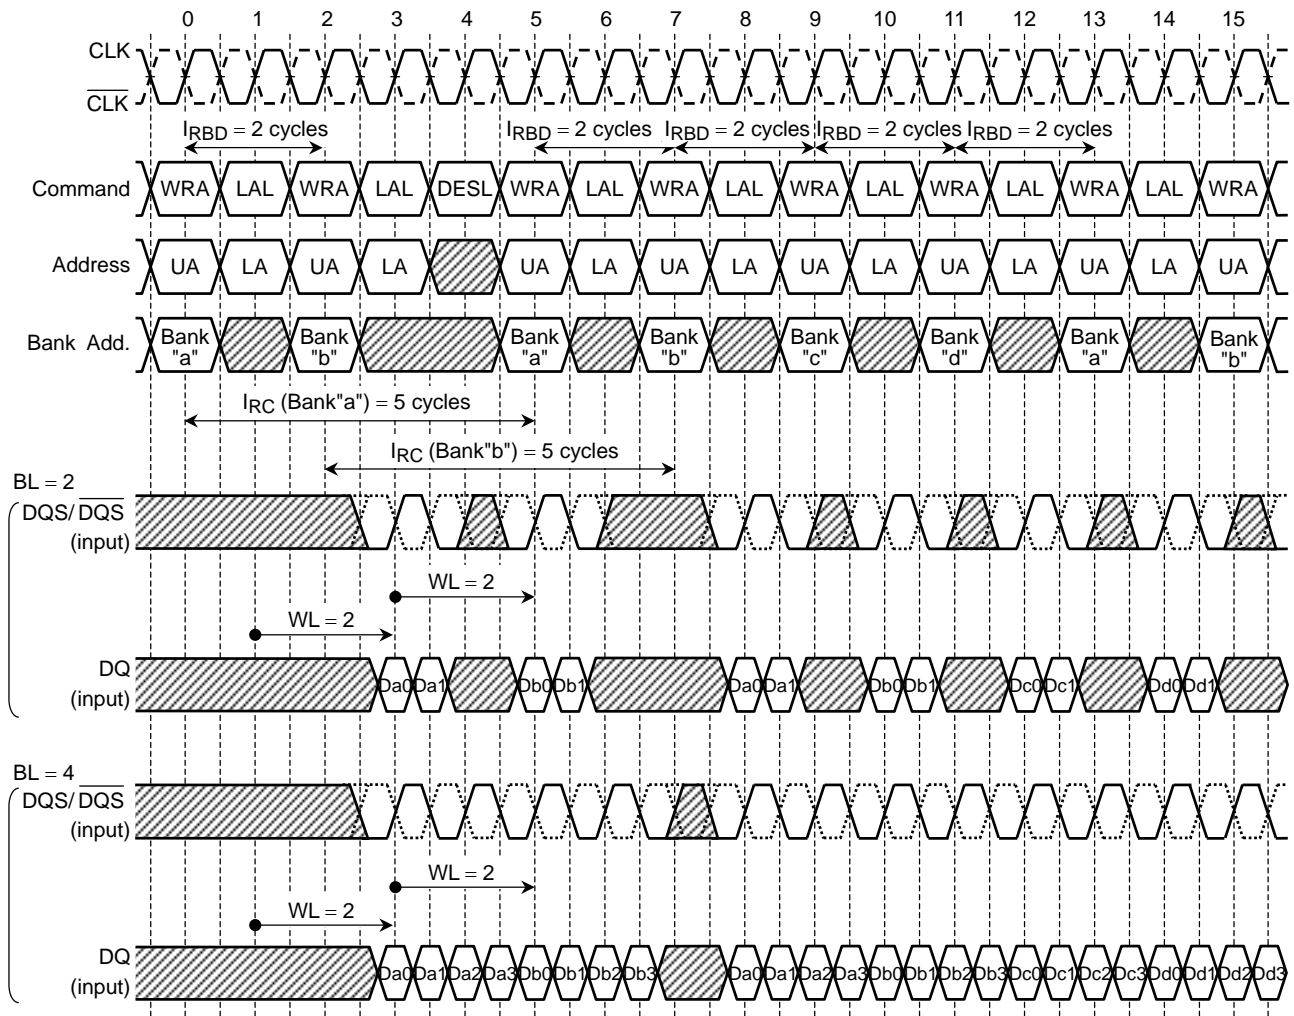 0 1 2 3 4 5 6 7 8 9 10 11 12 13 14 15
CLK
CLK
IRBD = 2 cycles IRBD = 2 cycles IRBD = 2 cycles IRBD = 2 cycles IRBD = 2 cycles
Command WRA LAL WRA LAL DESL WRA LAL WRA LAL WRA LAL WRA LAL WRA LAL WRA
Address UA LA UA LA UA LA UA LA UA LA UA LA UA LA UA
Bank Add. Bank "a" Bank "b" Bank "a" Bank "b" Bank "c" Bank "d" Bank "a" Bank "b"
IRC (Bank"a") = 5 cycles
IRC (Bank"b") = 5 cycles
BL = 2
DQS/ DQS
(input)
WL = 2
WL = 2
DQ
(input)
Da0 Da1 Db0 Db1 Da0 Da1 Db0 Db1 Dc0 Dc1 Dd0 Dd1
BL = 4
DQS/ DQS
(input)
WL = 2
WL = 2
DQ
(input)
Da0 Da1 Da2 Da3 Db0 Db1 Db2 Db3 Da0 Da1 Da2 Da3 Db0 Db1 Db2 Db3 Dc0 Dc1 Dc2 Dc3 Dd0 Dd1 Dd2 Dd3